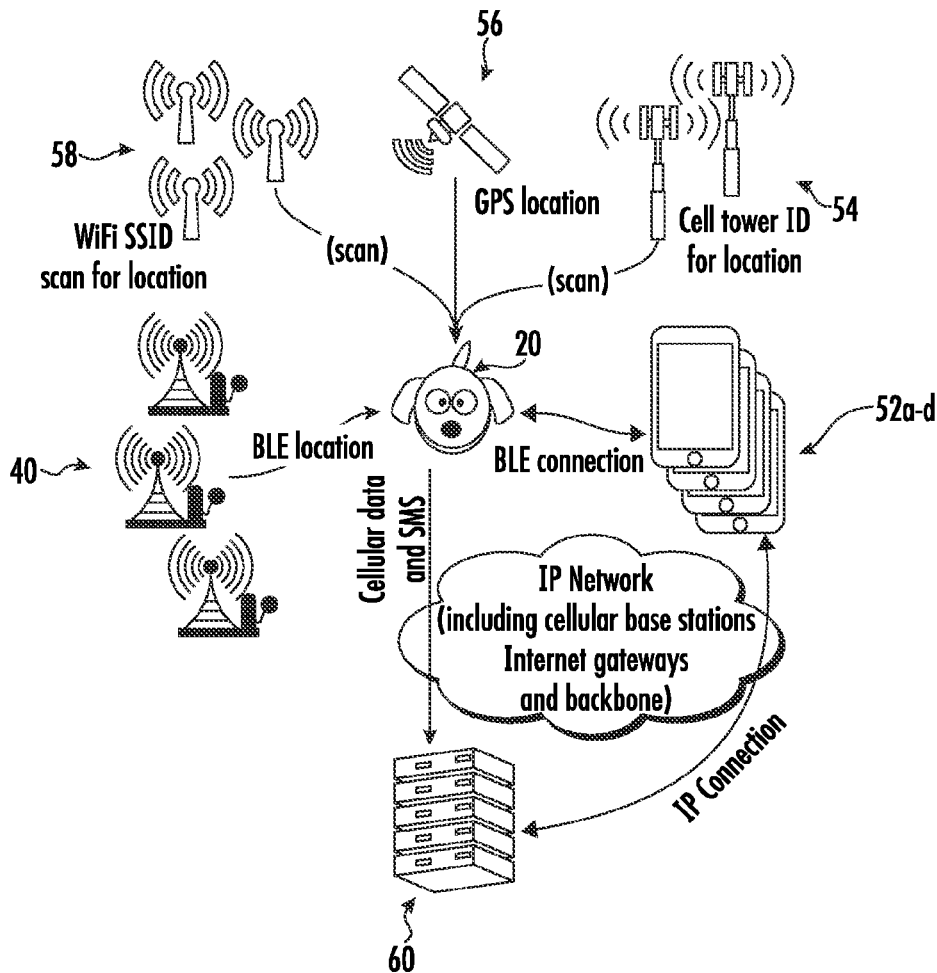 56
58
54
GPS location
WiFi SSID
scan for location
Cell tower ID
for location
(scan)
(scan)
20
52a-d
40
BLE location
BLE connection
Cellular data
and SMS
IP Network
(including cellular base stations
Internet gateways
and backbone)
IP Connection
60